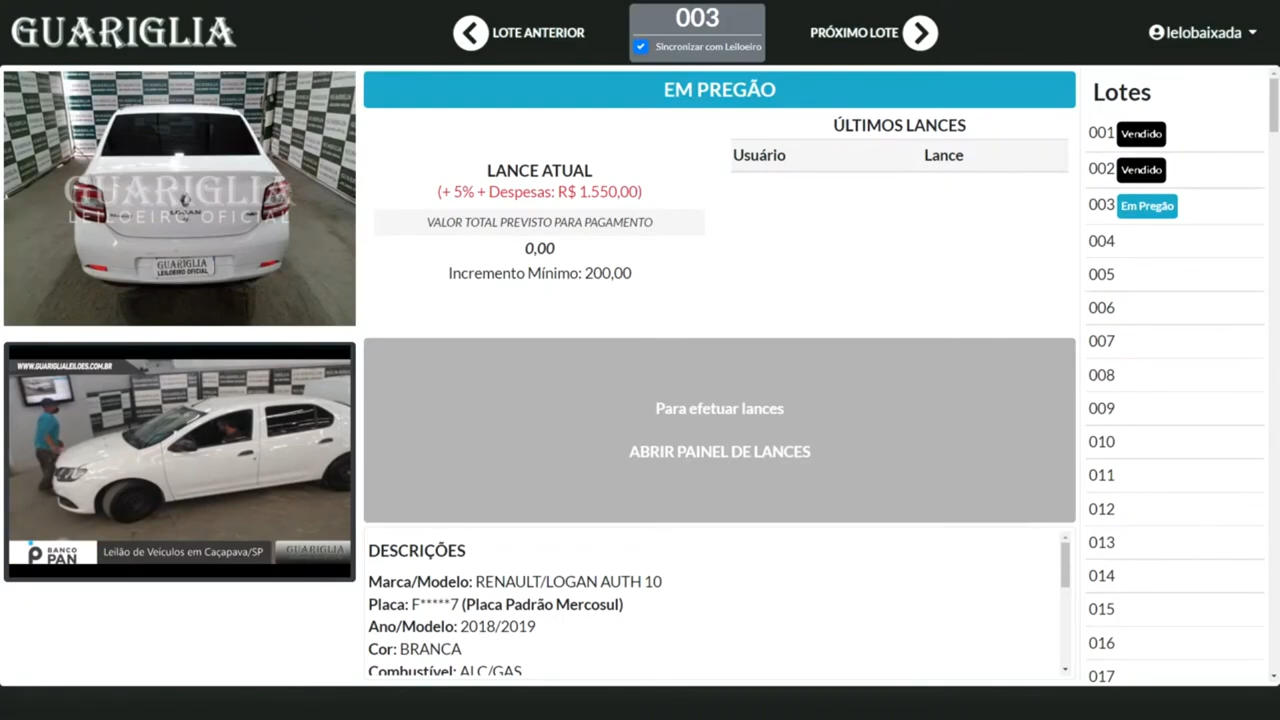 GUARIGLIA
LOTE ANTERIOR
003
Sincronizar com Leiloeiro
PRÓXIMO LOTE
lelobaixada
GUARIGLIA
LEILOEIRO OFICIAL
LOGAN
GUARIGLIA
LEILOEIRO OFICIAL
EM PREGÃO
LANCE ATUAL
(+ 5% + Despesas: R$ 1.550,00)
VALOR TOTAL PREVISTO PARA PAGAMENTO
0,00
Incremento Mínimo: 200,00
ÚLTIMOS LANCES
Usuário Lance
WWW.GUARIGLIALEILOES.COM.BR
BANCO
PAN
Leilão de Veículos em Caçapava/SP
GUARIGLIA
Para efetuar lances
ABRIR PAINEL DE LANCES
DESCRIÇÕES
Marca/Modelo: RENAULT/LOGAN AUTH 10
Placa: F*****7 (Placa Padrão Mercosul)
Ano/Modelo: 2018/2019
Cor: BRANCA
Combustível: ALC/GAS
Lotes
001 Vendido
002 Vendido
003 Em Pregão
004
005
006
007
008
009
010
011
012
013
014
015
016
017